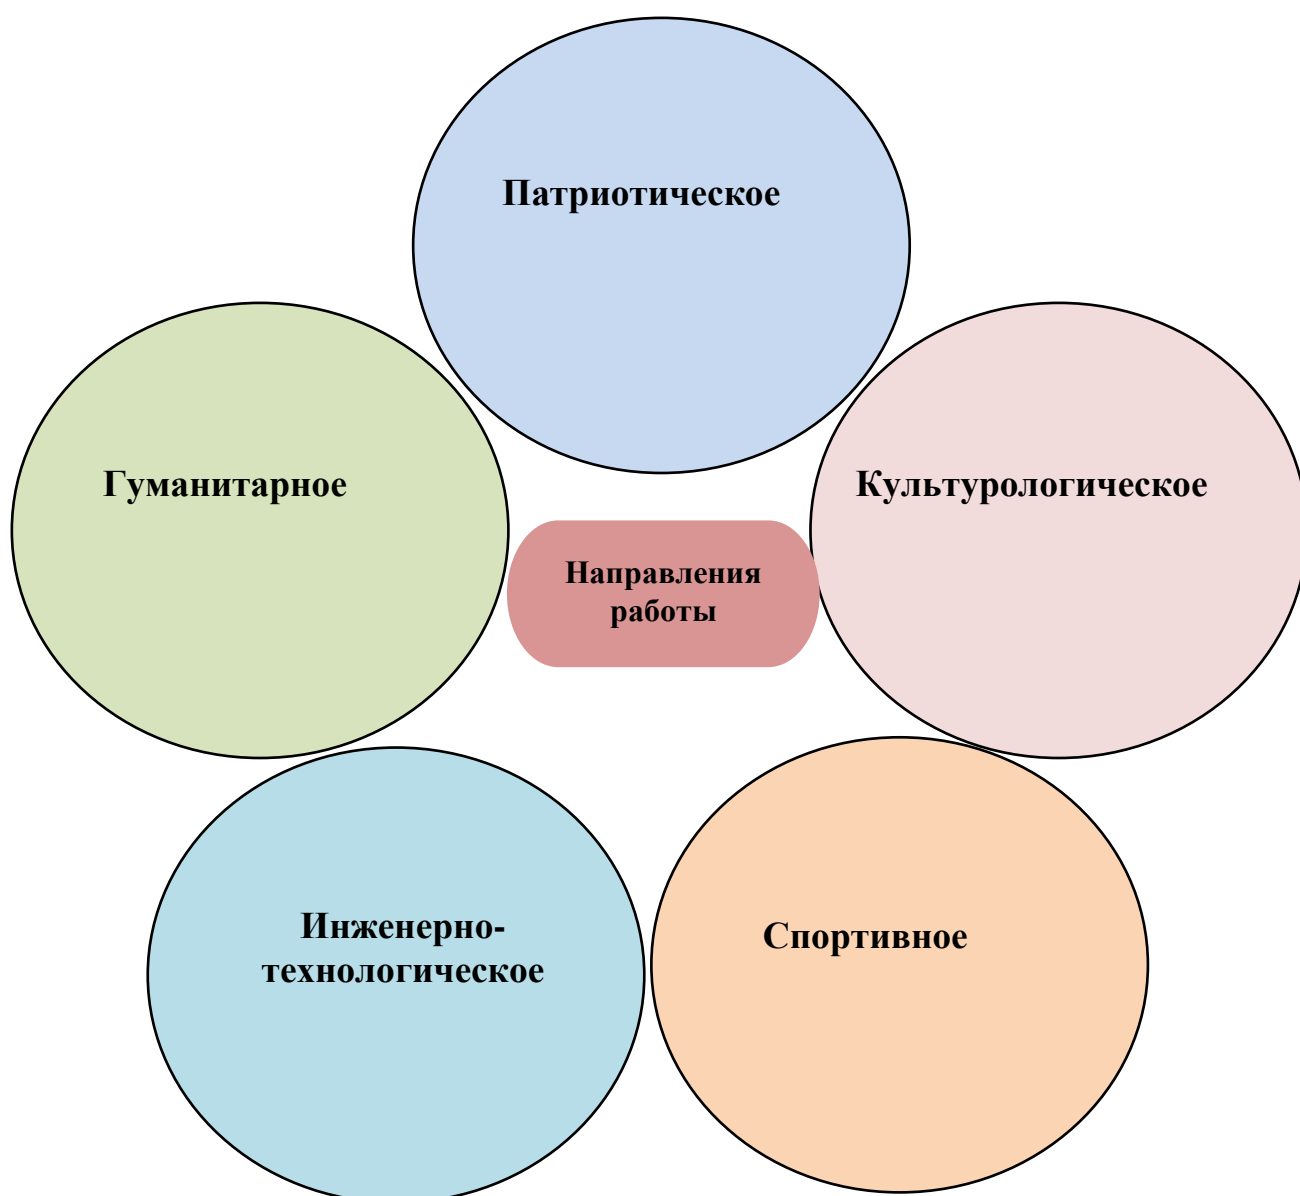 Патриотическое
Гуманитарное
Культурологическое
Направления
работы
Инженерно-
технологическое
Спортивное